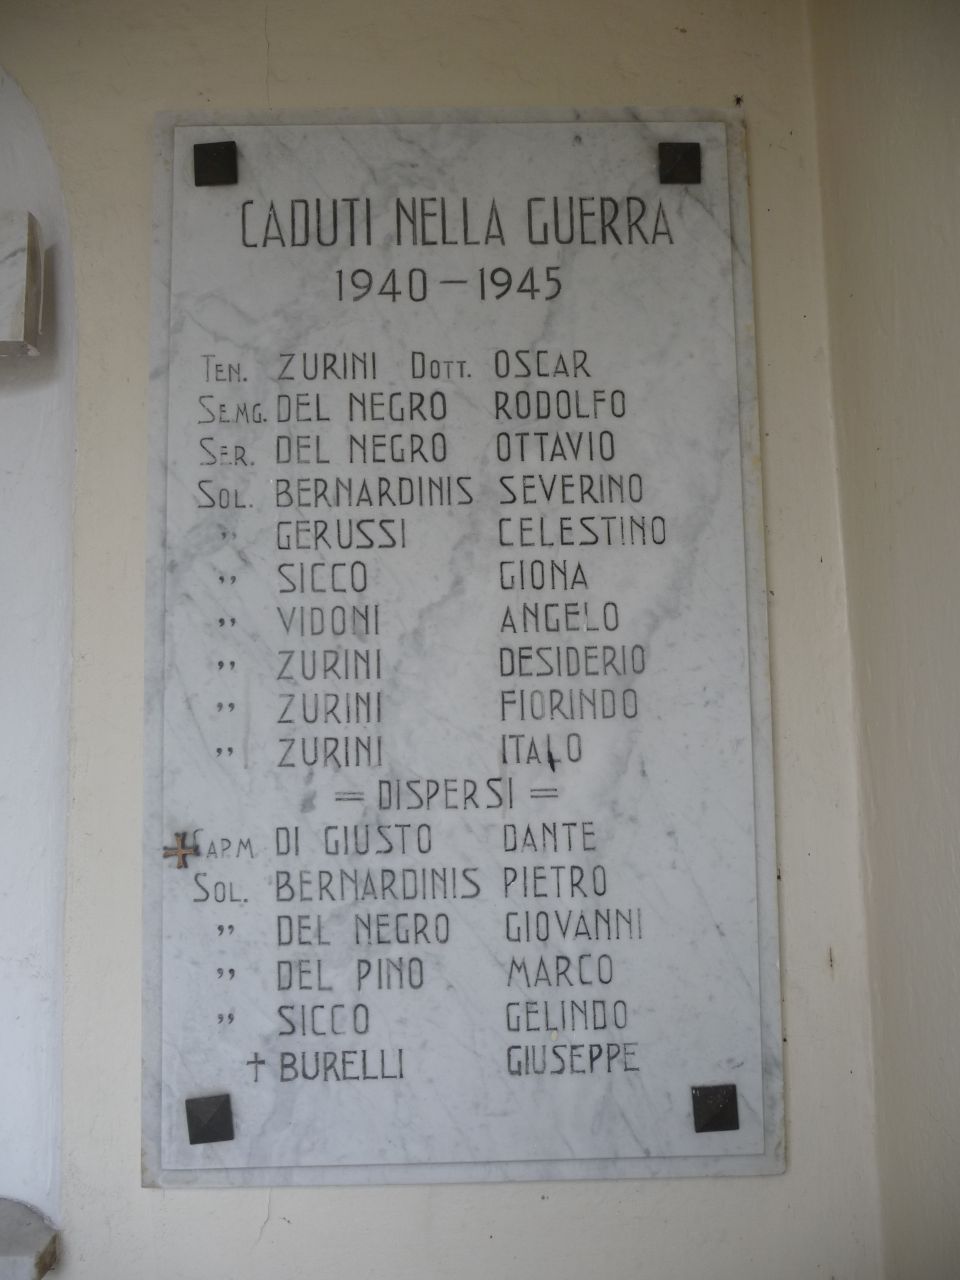 CADUTI NELLA GUERRA
1940-1945
TEN. ZURINI DOTT. OSCAR
SEMG. DEL NEGRO RODOLFO
SER. DEL NEGRO OTTAVIO
SOL. BERNARDINIS SEVERINO
" GERUSSI CELESTINO
" SICCO GIONA
" VIDONI ANGELO
" ZURINI DESIDERIO
" ZURINI FIORINDO
" ZURINI ITALO
= DISPERSI =
CAP.M DI GIUSTO DANTE
SOL. BERNARDINIS PIETRO
" DEL NEGRO GIOVANNI
" DEL PINO MARCO
" SICCO GELINDO
† BURELLI GIUSEPPE